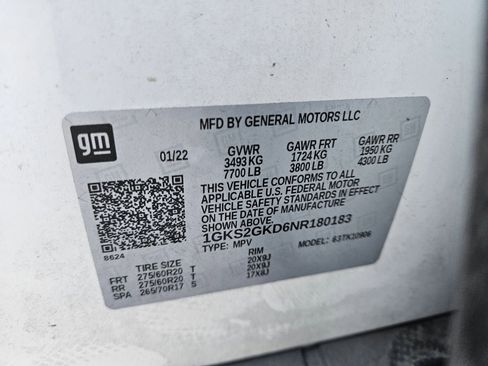 gm
MFD BY GENERAL MOTORS LLC
01/22
GVWR GAWR FRT GAWR RR
3493 KG 1724 KG 1950 KG
7700 LB 3800 LB 4300 LB
THIS VEHICLE CONFORMS TO ALL
APPLICABLE U.S. FEDERAL MOTOR
VEHICLE SAFETY STANDARDS IN EFFECT
ON THE DATE OF MANUFACTURE SHOWN ABOVE.
1GKS2GKD6NR180183
TYPE: MPV MODEL: 63TK10906
8624
TIRE SIZE RIM
FRT 275/60R20 T 20X9J
RR 275/60R20 T 20X9J
SPA 265/70R17 S 17X8J